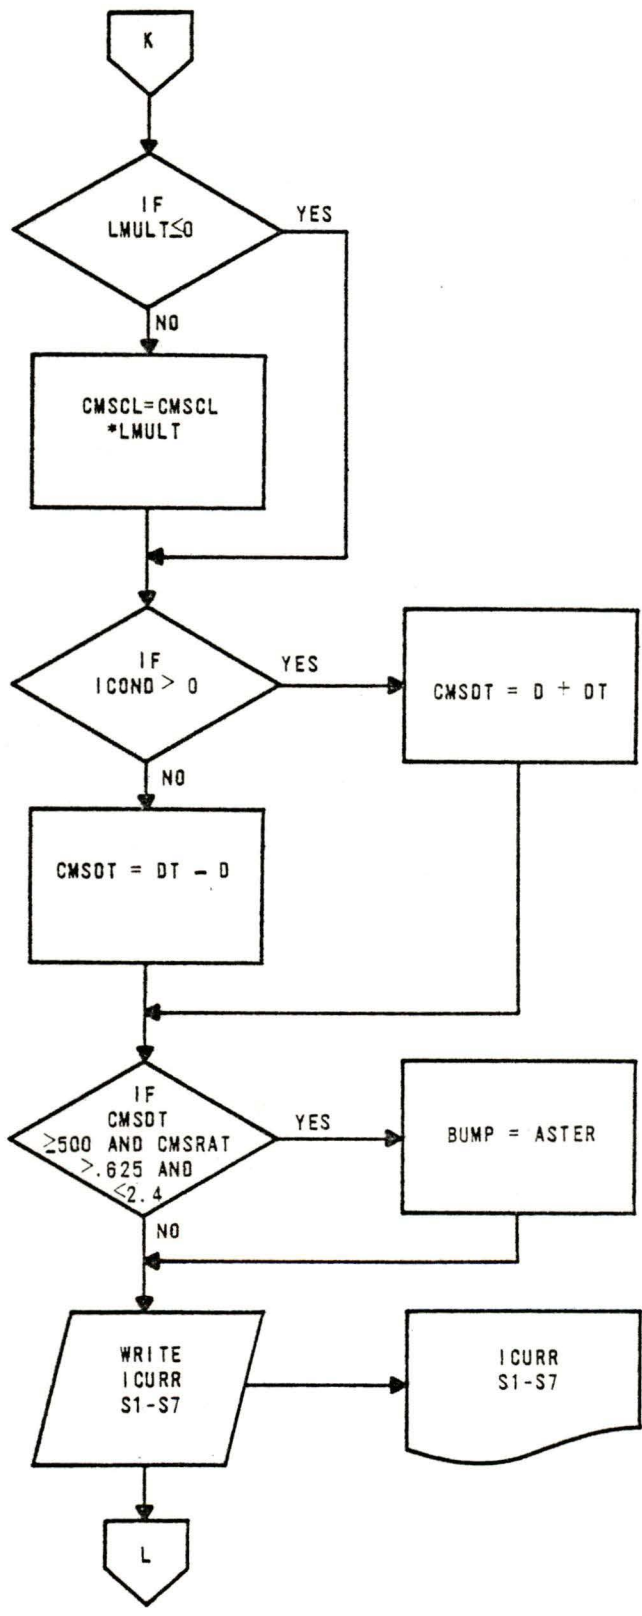 K
IF
LMULT≤0
YES
NO
CMSCL=CMSCL
*LMULT
IF
ICOND > 0
YES
CMSDT = D + DT
NO
CMSDT = DT - D
IF
CMSDT
≥500 AND CMSRAT
>.625 AND
<2.4
YES
BUMP = ASTER
NO
WRITE
ICURR
S1-S7
ICURR
S1-S7
L